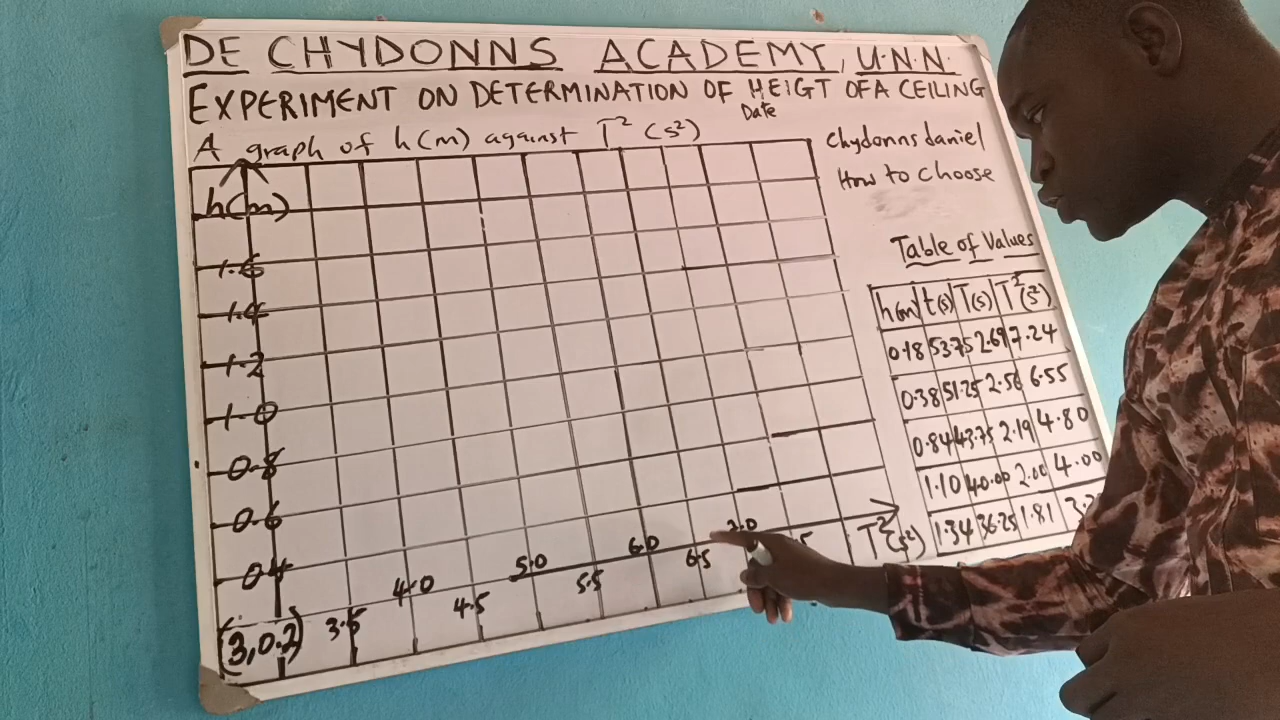 DE CHYDONNS ACADEMY, U.N.N.
EXPERIMENT ON DETERMINATION OF HEIGT OF A CEILING
Date
A graph of h(m) against T² (s²)
Chydonns daniel
How to choose
h(m)
1.6
1.4
1.2
1.0
0.8
0.6
0.4
(3,0.2)
3.5
4.0
4.5
5.0
5.5
6.0
6.5
T²(s²)
Table of Values
h(m) t(s) T(s) T²(s²)
0.18 53.75 2.69 7.24
0.38 51.25 2.56 6.55
0.84 43.75 2.19 4.80
1.10 40.00 2.00 4.00
1.34 36.25 1.81